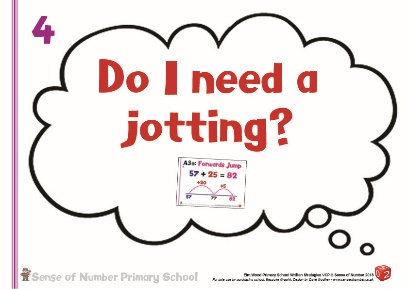 4
Do I need a
jotting?
A3a: Forwards Jump
57 + 25 = 82
+20 +5
57 77 82
Sense of Number Primary School